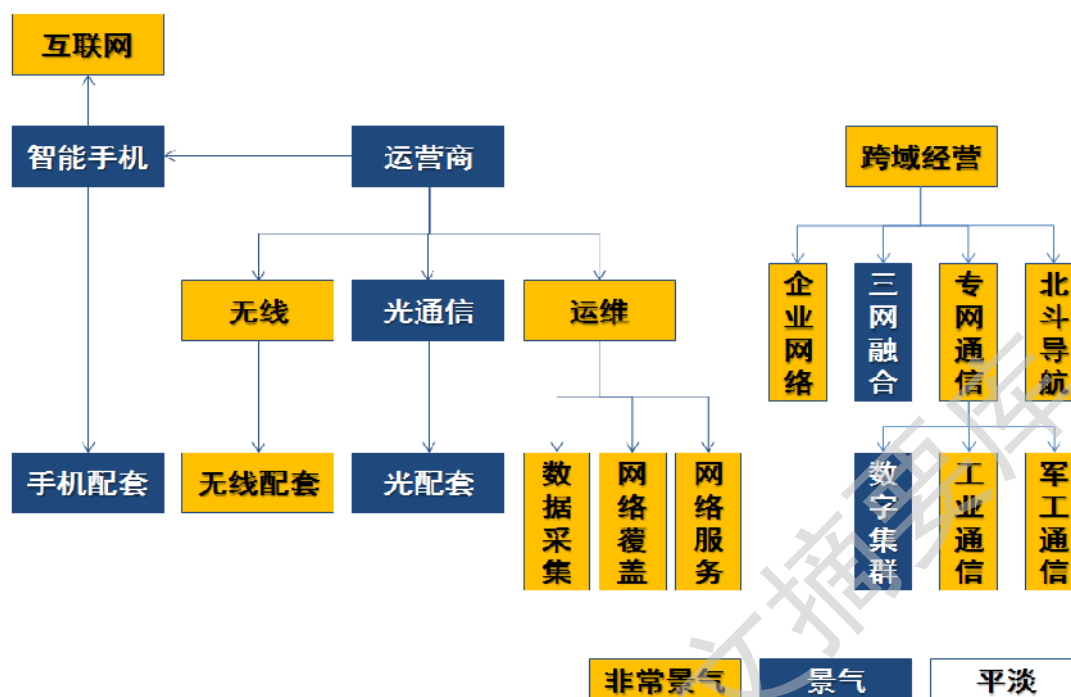 互联网
智能手机
运营商
跨域经营
无线
光通信
运维
企业网络
三网融合
专网通信
北斗导航
手机配套
无线配套
光配套
数据采集
网络覆盖
网络服务
数字集群
工业通信
军工通信
文摘要库
非常景气
景气
平淡